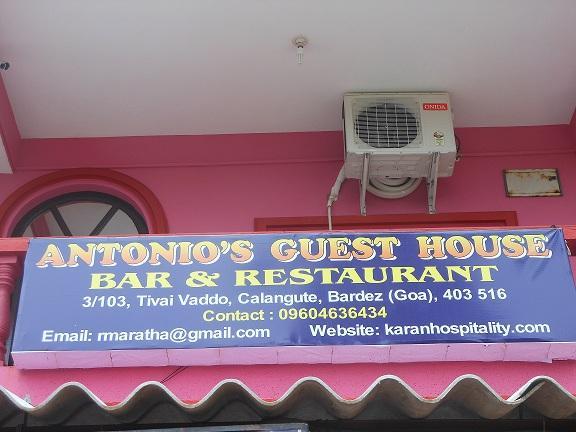 ONIDA
ANTONIO'S GUEST HOUSE
BAR & RESTAURANT
3/103, Tivai Vaddo, Calangute, Bardez (Goa), 403 516
Contact : 09604636434
Email: rmaratha@gmail.com Website: karanhospitality.com